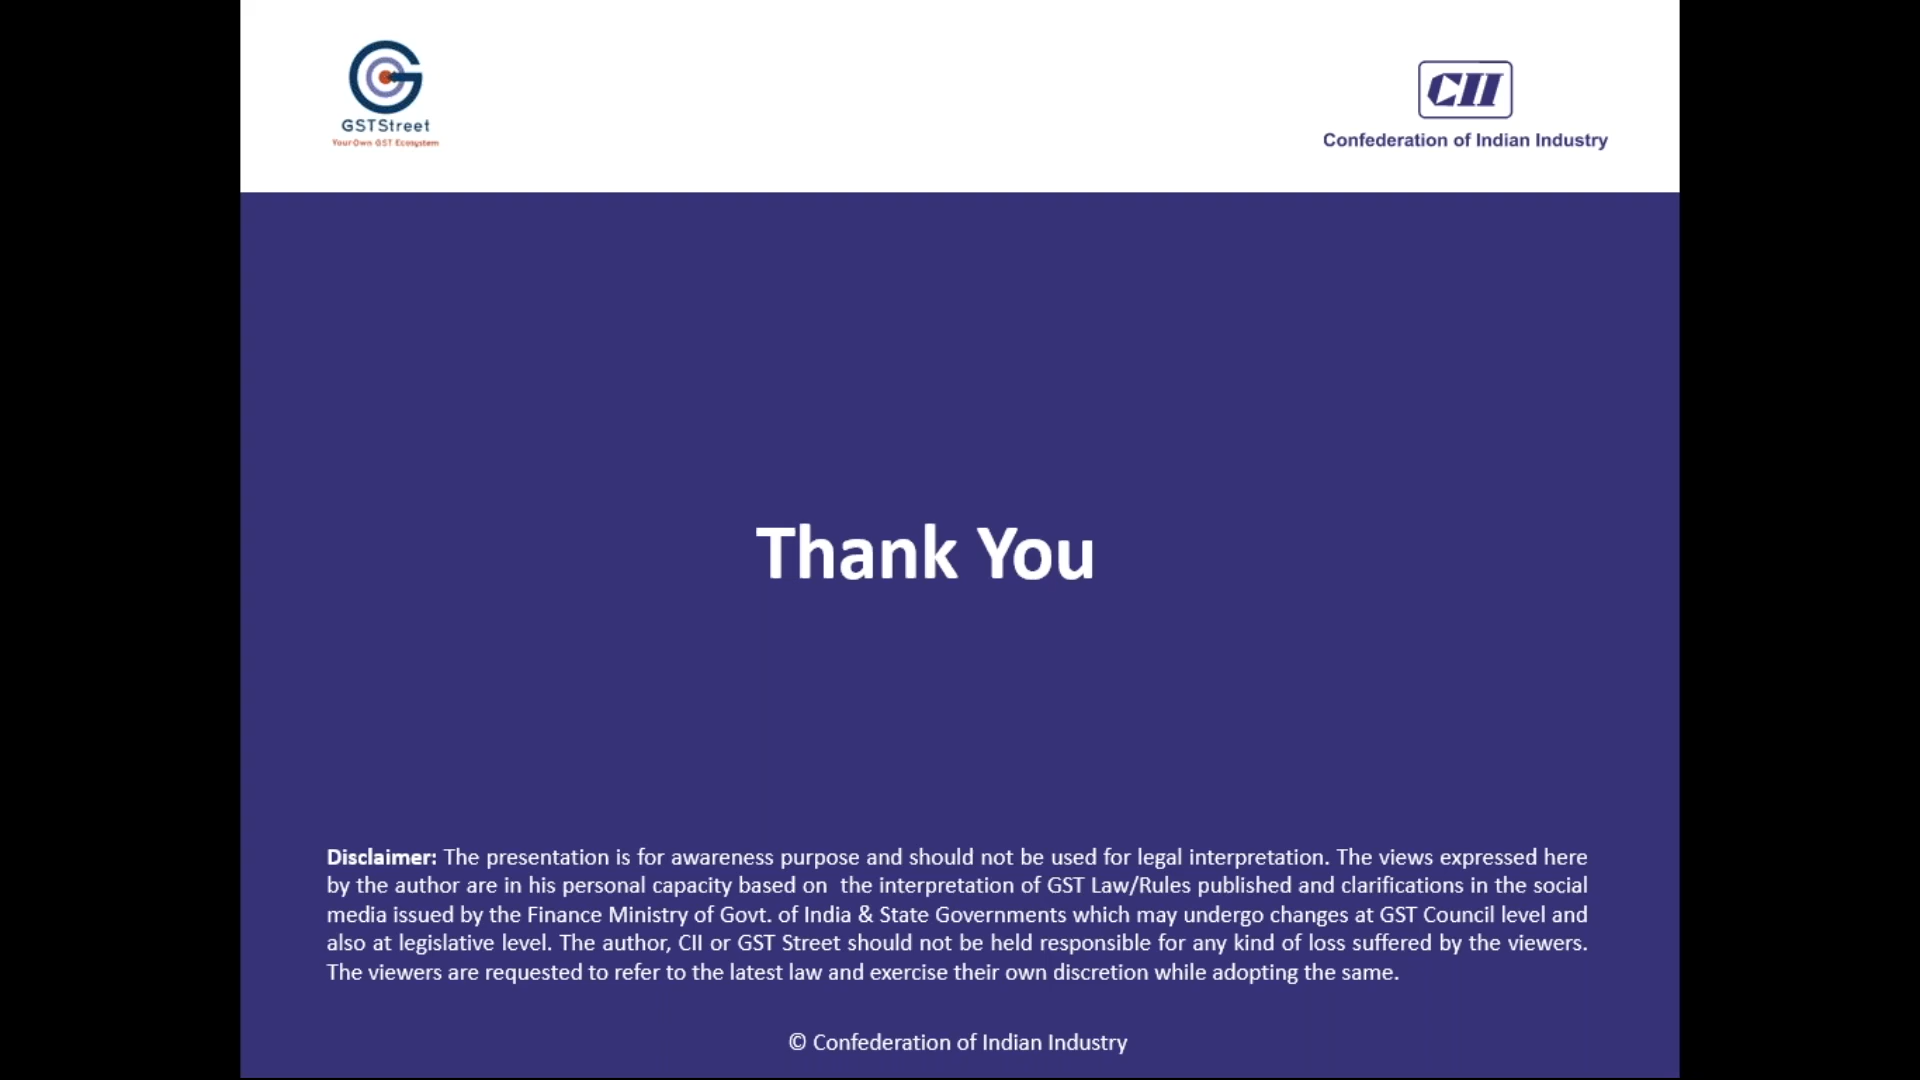 GSTStreet
Your Own GST Ecosystem
CII
Confederation of Indian Industry
Thank You
Disclaimer: The presentation is for awareness purpose and should not be used for legal interpretation. The views expressed here
by the author are in his personal capacity based on  the interpretation of GST Law/Rules published and clarifications in the social
media issued by the Finance Ministry of Govt. of India & State Governments which may undergo changes at GST Council level and
also at legislative level. The author, CII or GST Street should not be held responsible for any kind of loss suffered by the viewers.
The viewers are requested to refer to the latest law and exercise their own discretion while adopting the same.
© Confederation of Indian Industry